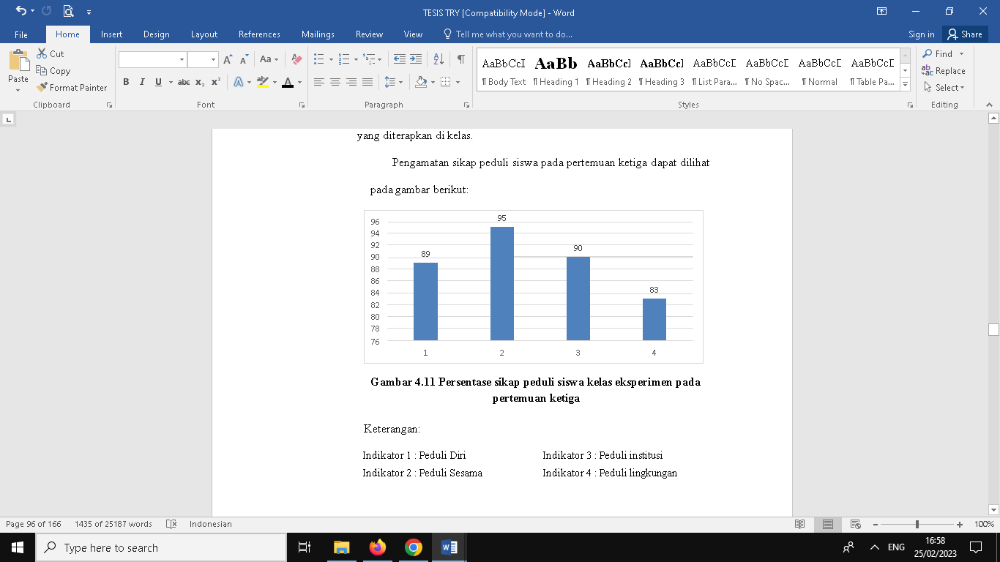 TESIS TRY [Compatibility Mode] - Word
File Home Insert Design Layout References Mailings Review View Tell me what you want to do... Sign in Share
Paste
Cut
Copy
Format Painter
Clipboard
Aa
B I U abc x₂ x² A ab A
Font
A Z
Paragraph
AaBbCcI AaBb AaBbCc AaBbCc AaBbCcI AaBbCcI AaBbCcI AaBbCcI
¶ Body Text ¶ Heading 1 ¶ Heading 2 ¶ Heading 3 ¶ List Para... ¶ No Spac... ¶ Normal ¶ Table Pa...
Styles
Find
Replace
Select
Editing
yang diterapkan di kelas.
Pengamatan sikap peduli siswa pada pertemuan ketiga dapat dilihat
pada gambar berikut:
96
94
92
90
88
86
84
82
80
78
76
89
95
90
83
1 2 3 4
Gambar 4.11 Persentase sikap peduli siswa kelas eksperimen pada
pertemuan ketiga
Keterangan:
Indikator 1 : Peduli Diri
Indikator 2 : Peduli Sesama
Indikator 3 : Peduli institusi
Indikator 4 : Peduli lingkungan
Page 96 of 166 1435 of 25187 words Indonesian 100%
Type here to search
ENG
16:58
25/02/2023